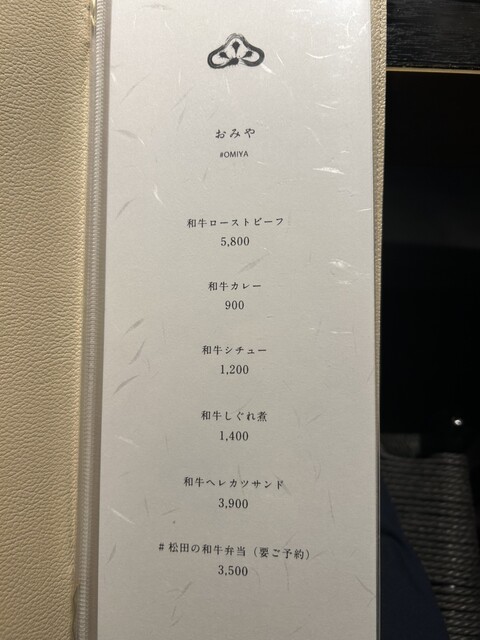 おみや
#OMIYA
和牛ローストビーフ
5,800
和牛カレー
900
和牛シチュー
1,200
和牛しぐれ煮
1,400
和牛ヘレカツサンド
3,900
#松田の和牛弁当（要ご予約）
3,500